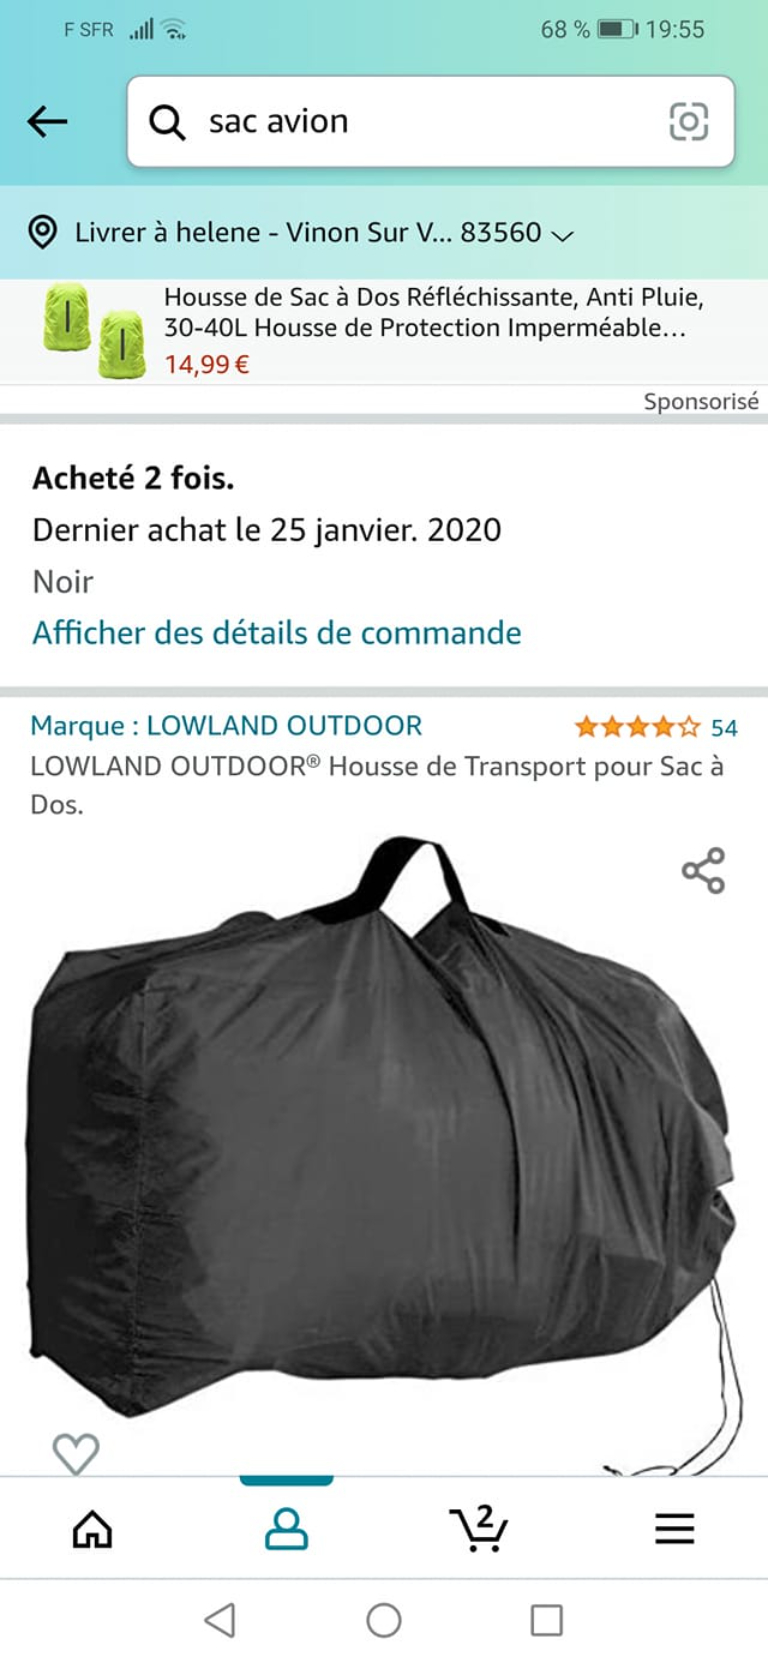 F SFR 68 % 19:55
sac avion
Livrer à helene - Vinon Sur V... 83560
Housse de Sac à Dos Réfléchissante, Anti Pluie,
30-40L Housse de Protection Imperméable...
14,99 €
Sponsorisé
Acheté 2 fois.
Dernier achat le 25 janvier. 2020
Noir
Afficher des détails de commande
Marque : LOWLAND OUTDOOR 54
LOWLAND OUTDOOR® Housse de Transport pour Sac à
Dos.
2